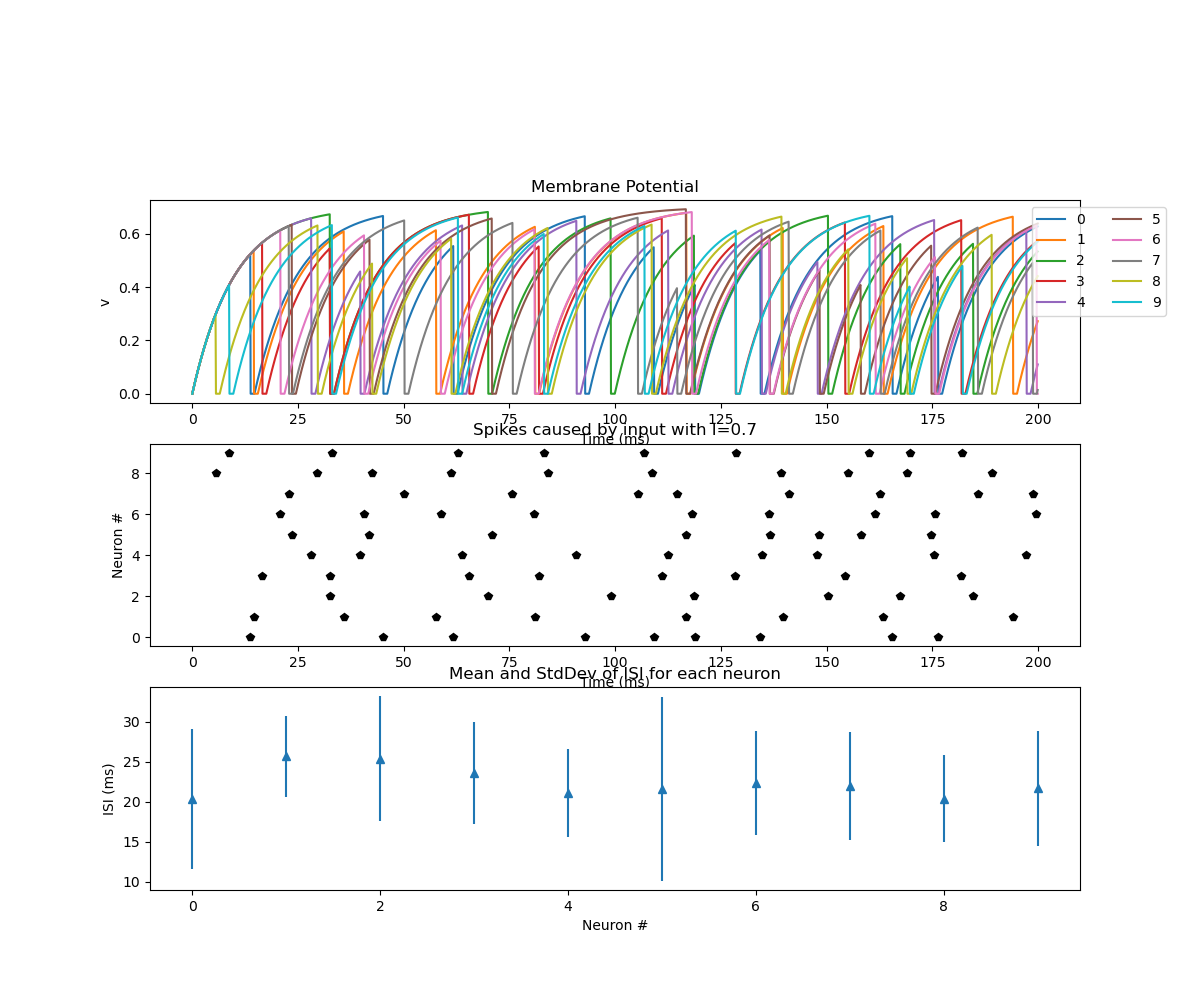 Membrane Potential
v
0.6
0.4
0.2
0.0
0 5
1 6
2 7
3 8
4 9
0 25 50 75 100 125 150 175 200
Time (ms)
Spikes caused by input with I=0.7
Neuron #
8
6
4
2
0
0 25 50 75 100 125 150 175 200
Time (ms)
Mean and StdDev of ISI for each neuron
ISI (ms)
30
25
20
15
10
0 2 4 6 8
Neuron #